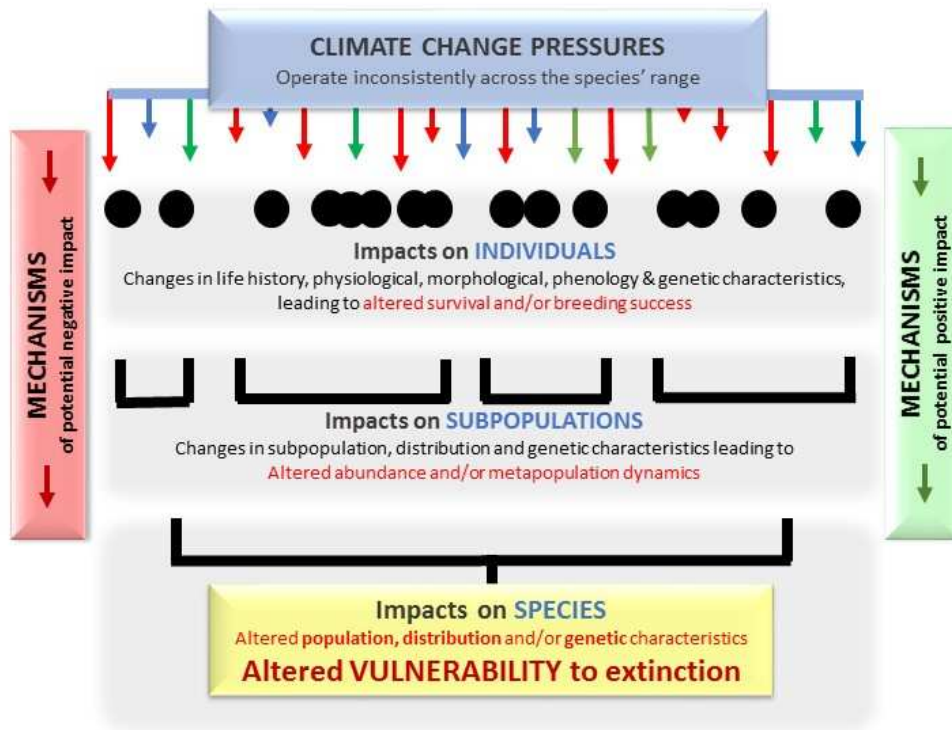 CLIMATE CHANGE PRESSURES
Operate inconsistently across the species’ range
MECHANISMS
of potential negative impact
Impacts on INDIVIDUALS
Changes in life history, physiological, morphological, phenology & genetic characteristics,
leading to altered survival and/or breeding success
Impacts on SUBPOPULATIONS
Changes in subpopulation, distribution and genetic characteristics leading to
Altered abundance and/or metapopulation dynamics
Impacts on SPECIES
Altered population, distribution and/or genetic characteristics
Altered VULNERABILITY to extinction
MECHANISMS
of potential positive impact